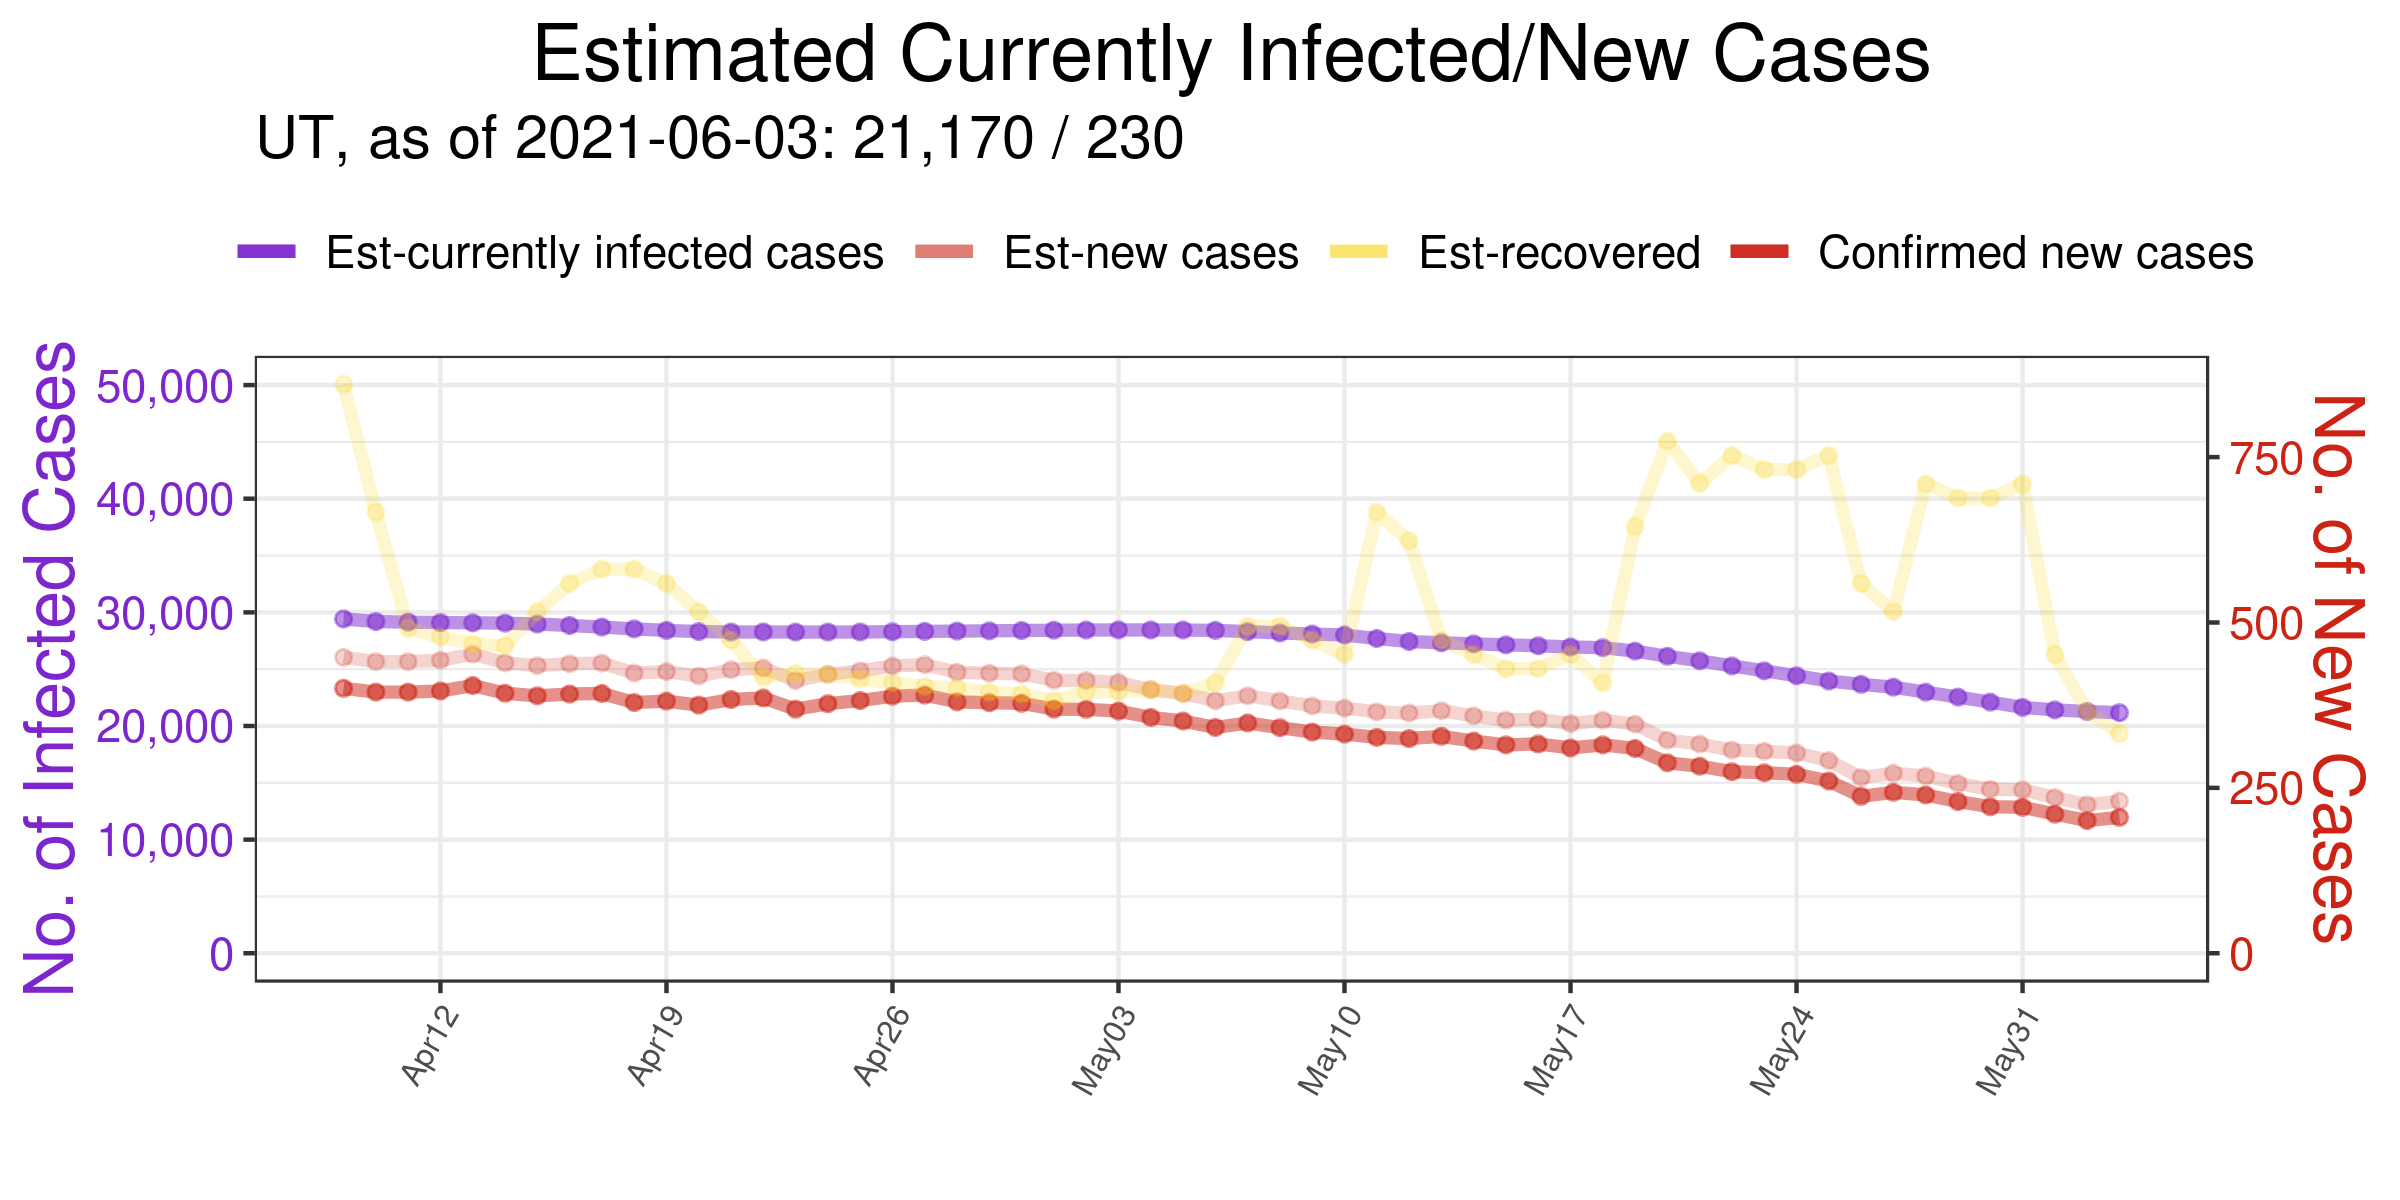 Estimated Currently Infected/New Cases
UT, as of 2021-06-03: 21,170 / 230
Est-currently infected cases Est-new cases Est-recovered Confirmed new cases
No. of Infected Cases
50,000
40,000
30,000
20,000
10,000
0
750
500
250
0
No. of New Cases
Apr12 Apr19 Apr26 May03 May10 May17 May24 May31